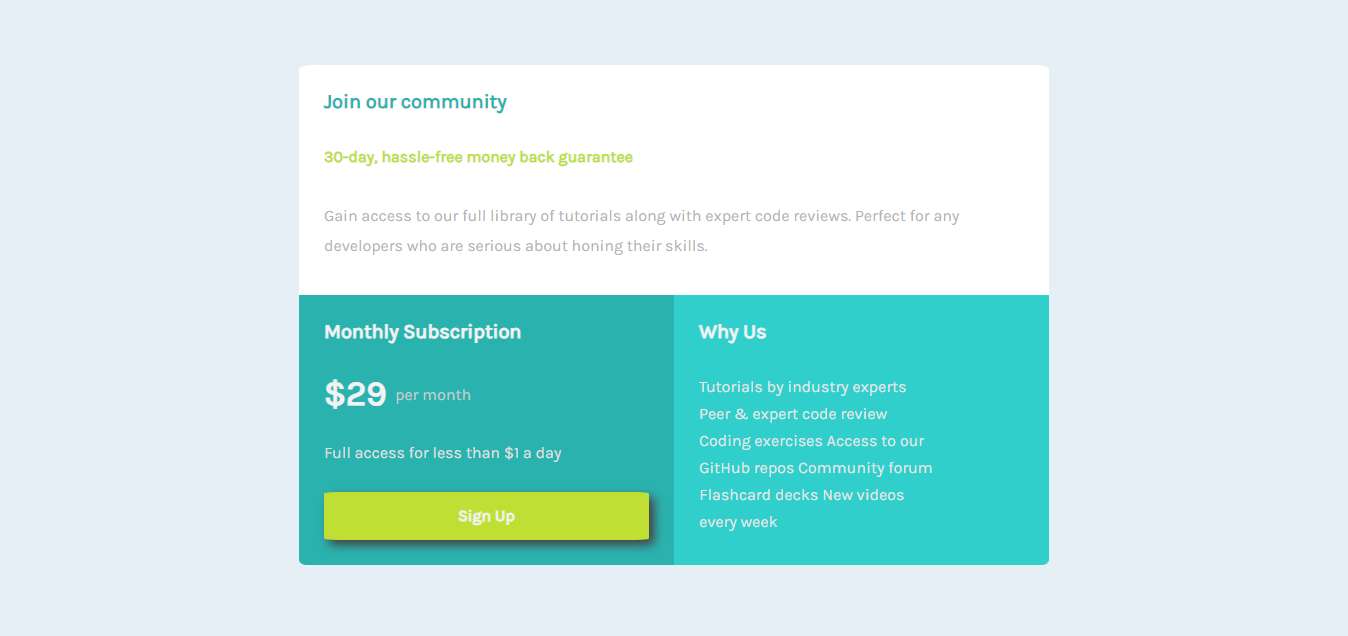 Join our community
30-day, hassle-free money back guarantee
Gain access to our full library of tutorials along with expert code reviews. Perfect for any
developers who are serious about honing their skills.
Monthly Subscription
$29 per month
Full access for less than $1 a day
Sign Up
Why Us
Tutorials by industry experts
Peer & expert code review
Coding exercises Access to our
GitHub repos Community forum
Flashcard decks New videos
every week